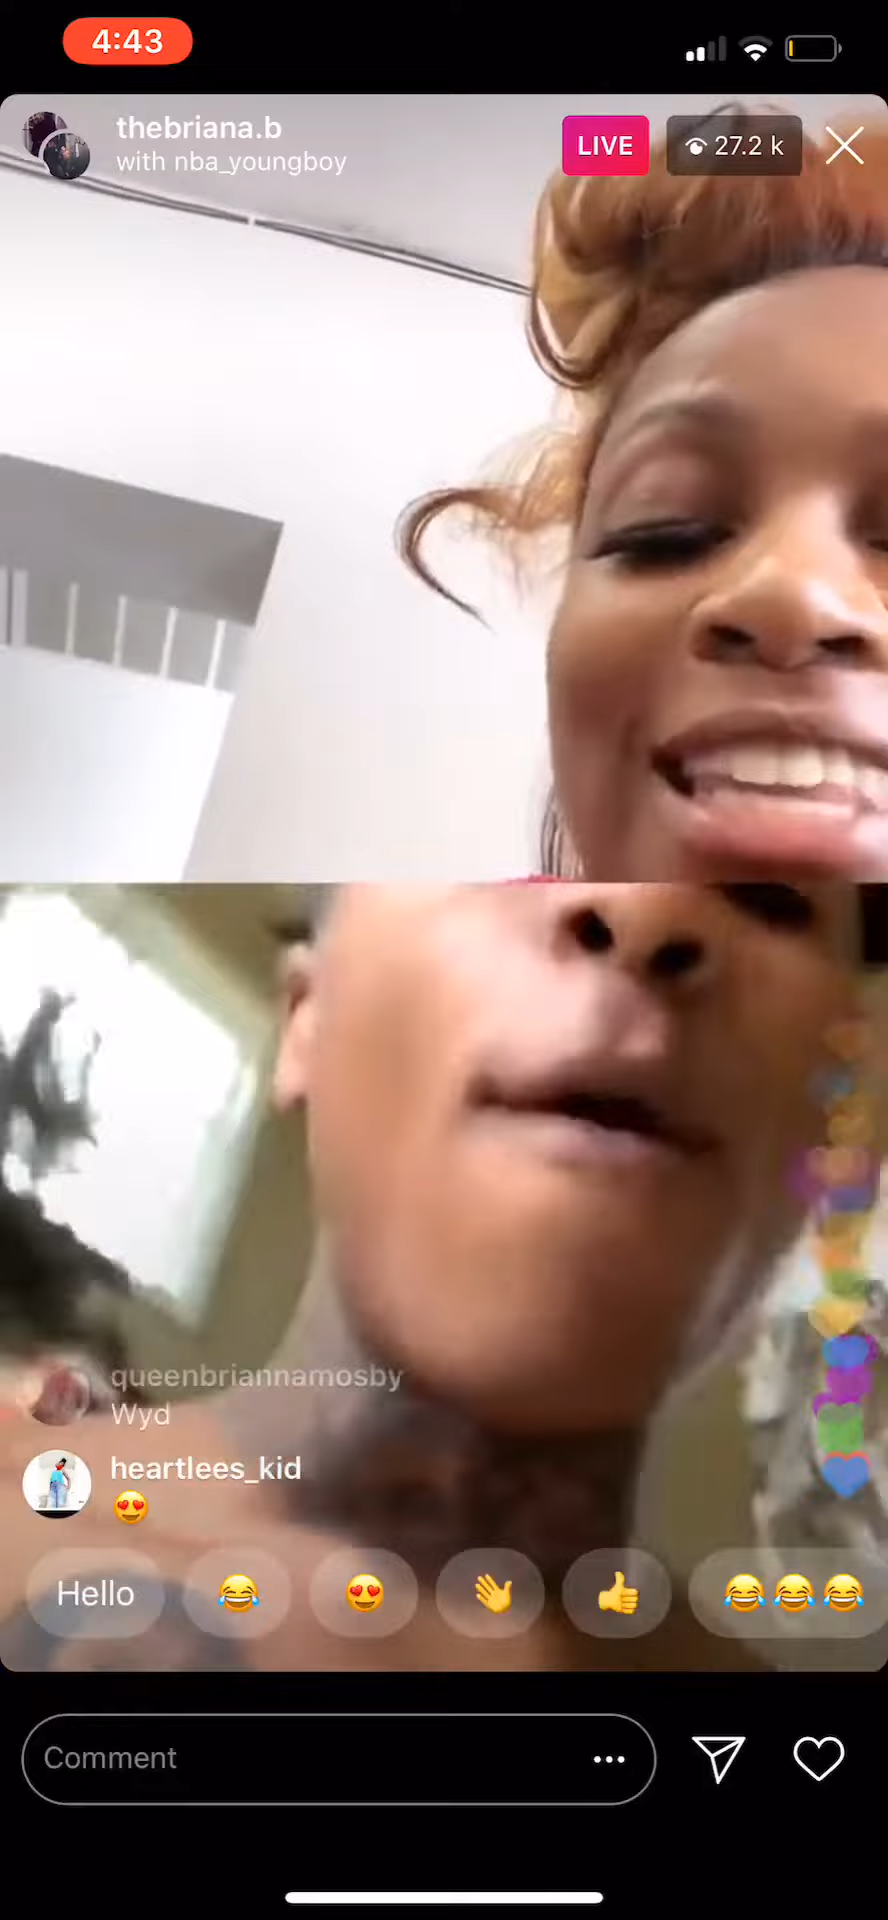 4:43
thebriana.b
with nba_youngboy
LIVE
27.2 k
queenbriannamosby
Wyd
heartlees_kid
😍
Hello 😂 😍 👋 👍 😂😂😂
Comment